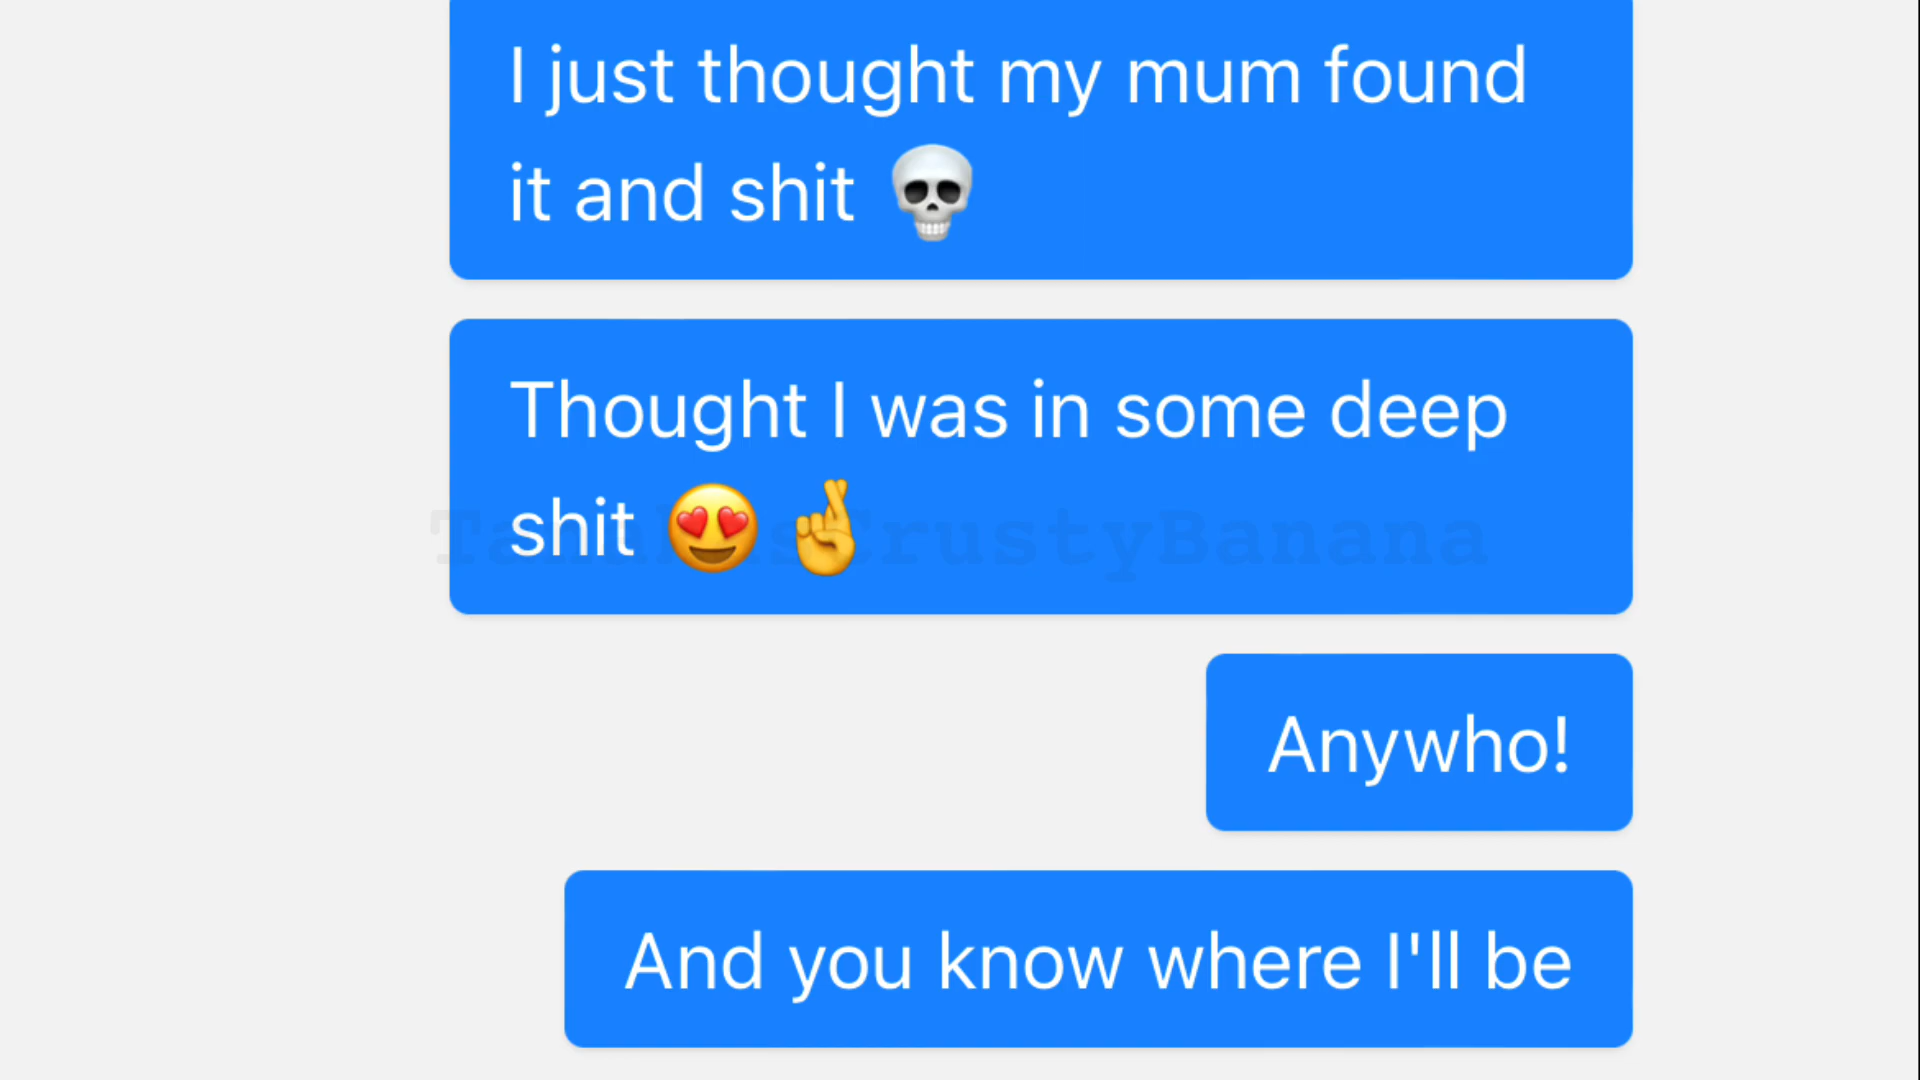 I just thought my mum found
it and shit 💀
Thought I was in some deep
shit 😍 🤞
Anywho!
And you know where I'll be